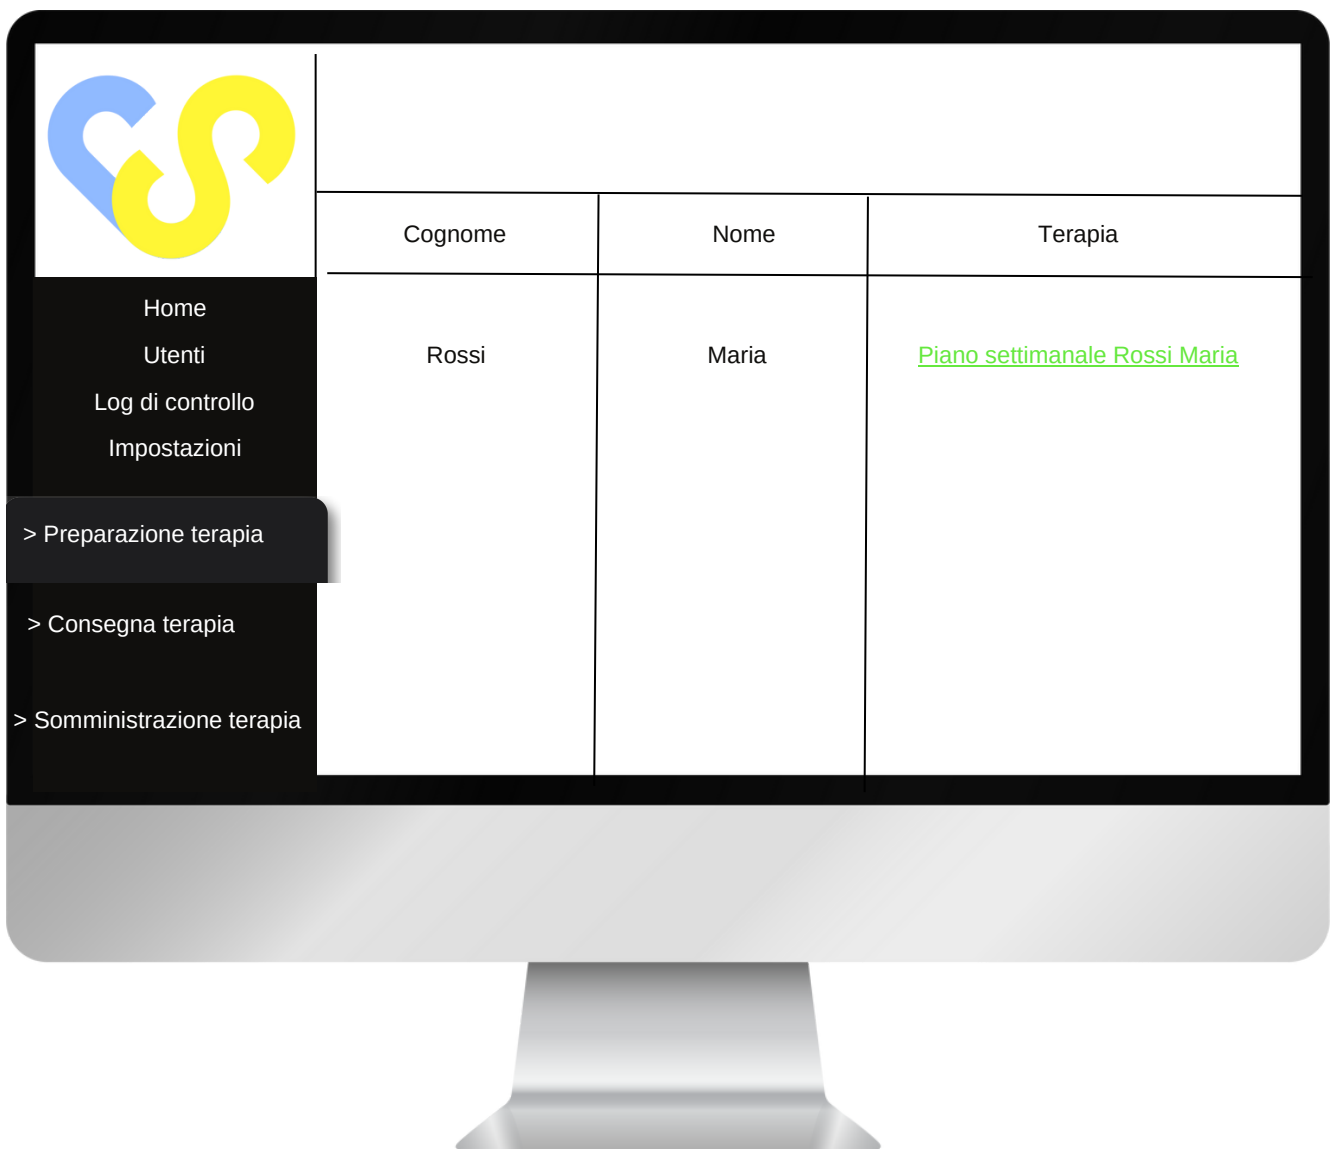 Home
Utenti
Log di controllo
Impostazioni
> Preparazione terapia
> Consegna terapia
> Somministrazione terapia
Cognome Nome Terapia
Rossi Maria Piano settimanale Rossi Maria